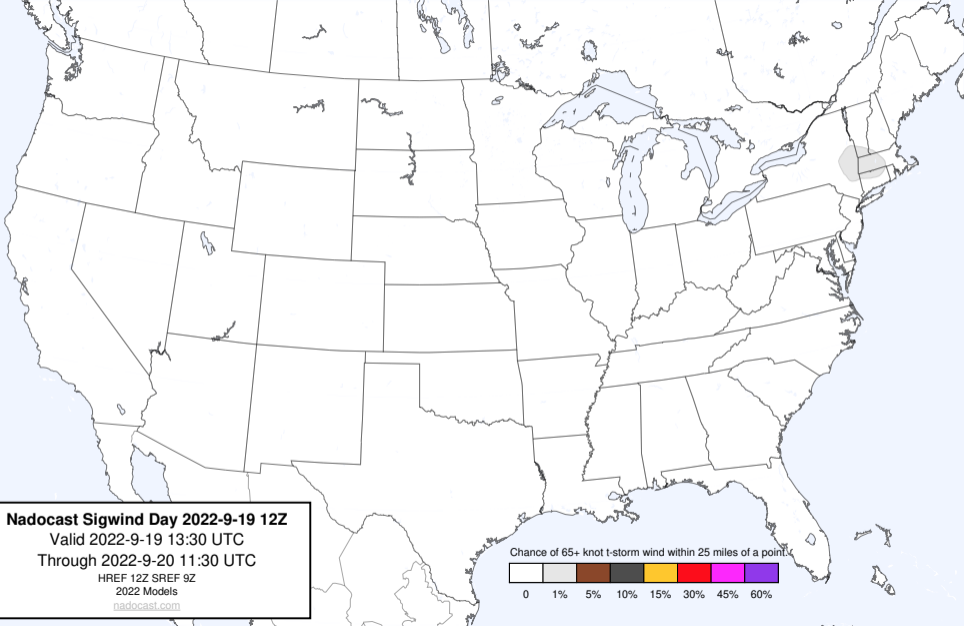 Nadocast Sigwind Day 2022-9-19 12Z
Valid 2022-9-19 13:30 UTC
Through 2022-9-20 11:30 UTC
HREF 12Z SREF 9Z
2022 Models
nadocast.com
Chance of 65+ knot t-storm wind within 25 miles of a point.
0 1% 5% 10% 15% 30% 45% 60%